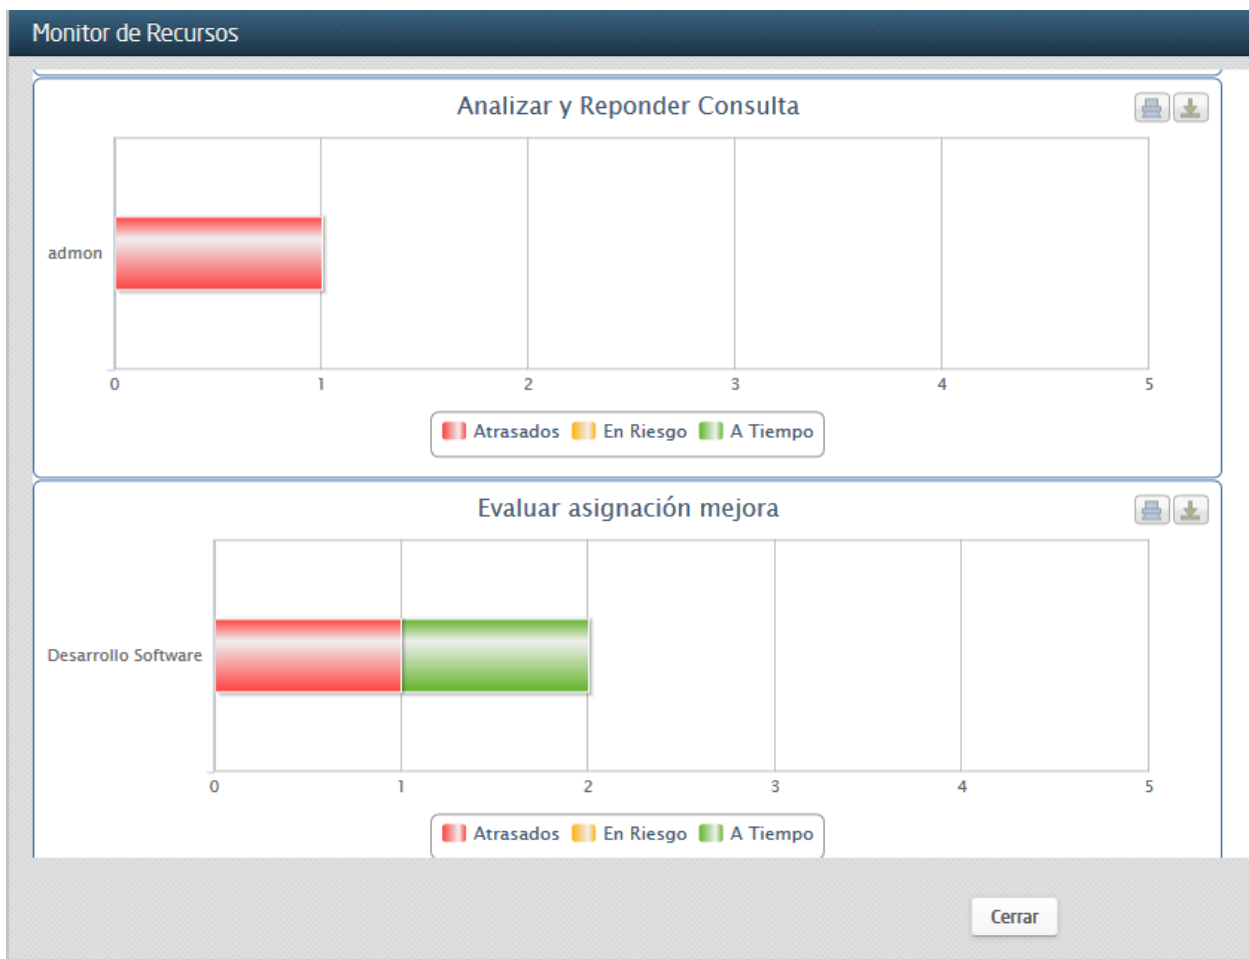 Monitor de Recursos
Analizar y Reponder Consulta
admon
0 1 2 3 4 5
Atrasados En Riesgo A Tiempo
Evaluar asignación mejora
Desarrollo Software
0 1 2 3 4 5
Atrasados En Riesgo A Tiempo
Cerrar